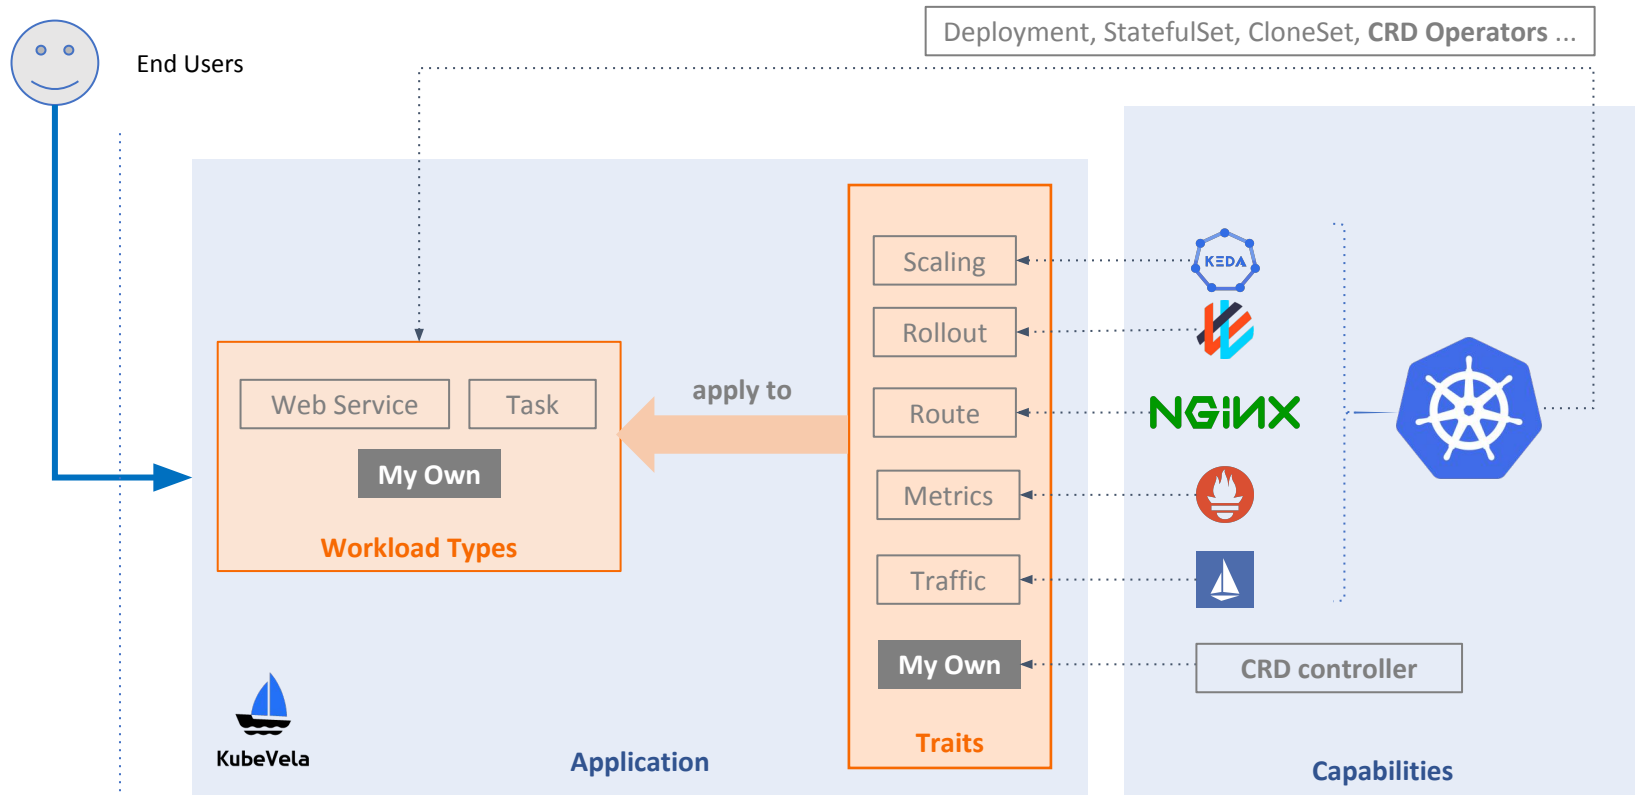 Deployment, StatefulSet, CloneSet, CRD Operators ...
End Users
Scaling
KEDA
Rollout
apply to
Web Service
Task
Route
NGINX
My Own
Metrics
Workload Types
Traffic
My Own
CRD controller
KubeVela
Traits
Application
Capabilities